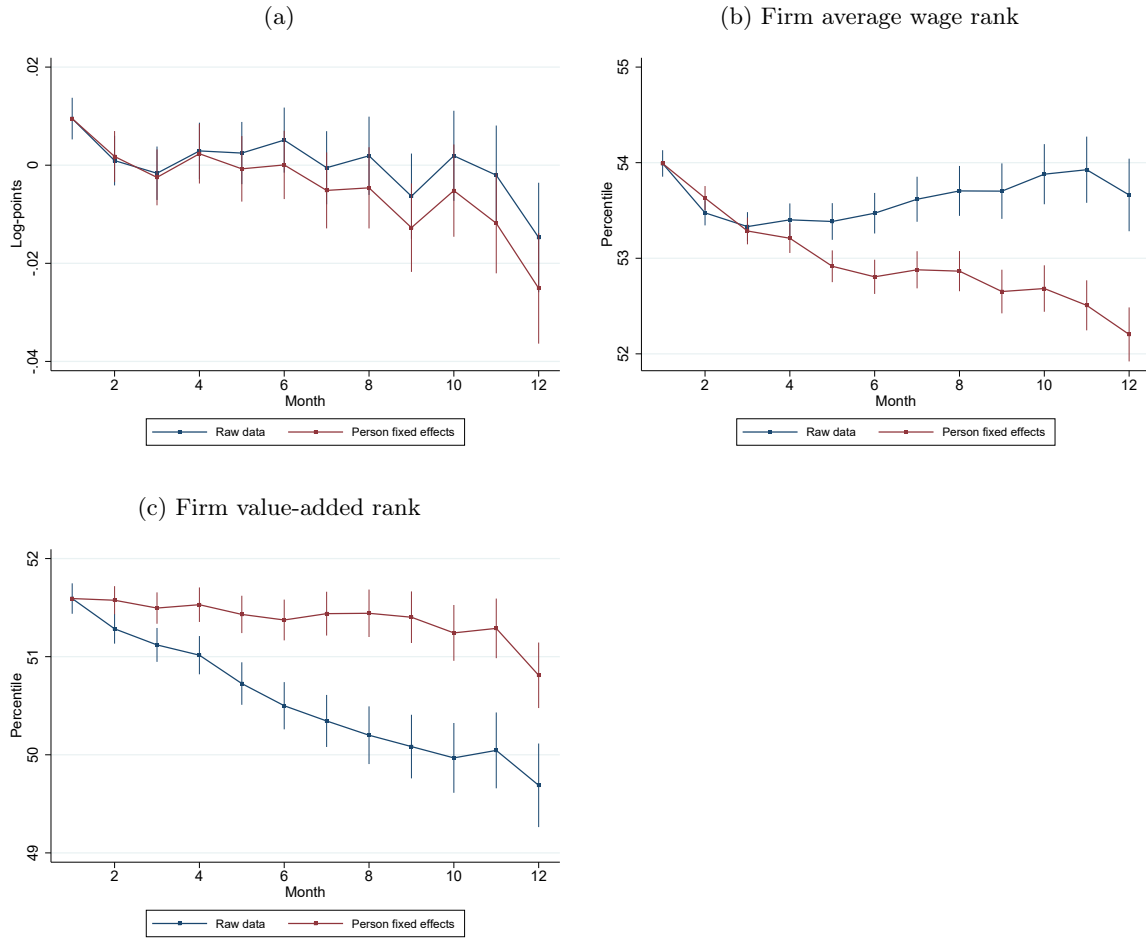 (a)
.02
0
-.02
-.04
Log-points
2 4 6 8 10 12
Month
Raw data Person fixed effects
(b) Firm average wage rank
55
54
53
52
Percentile
2 4 6 8 10 12
Month
Raw data Person fixed effects
(c) Firm value-added rank
52
51
50
49
Percentile
2 4 6 8 10 12
Month
Raw data Person fixed effects